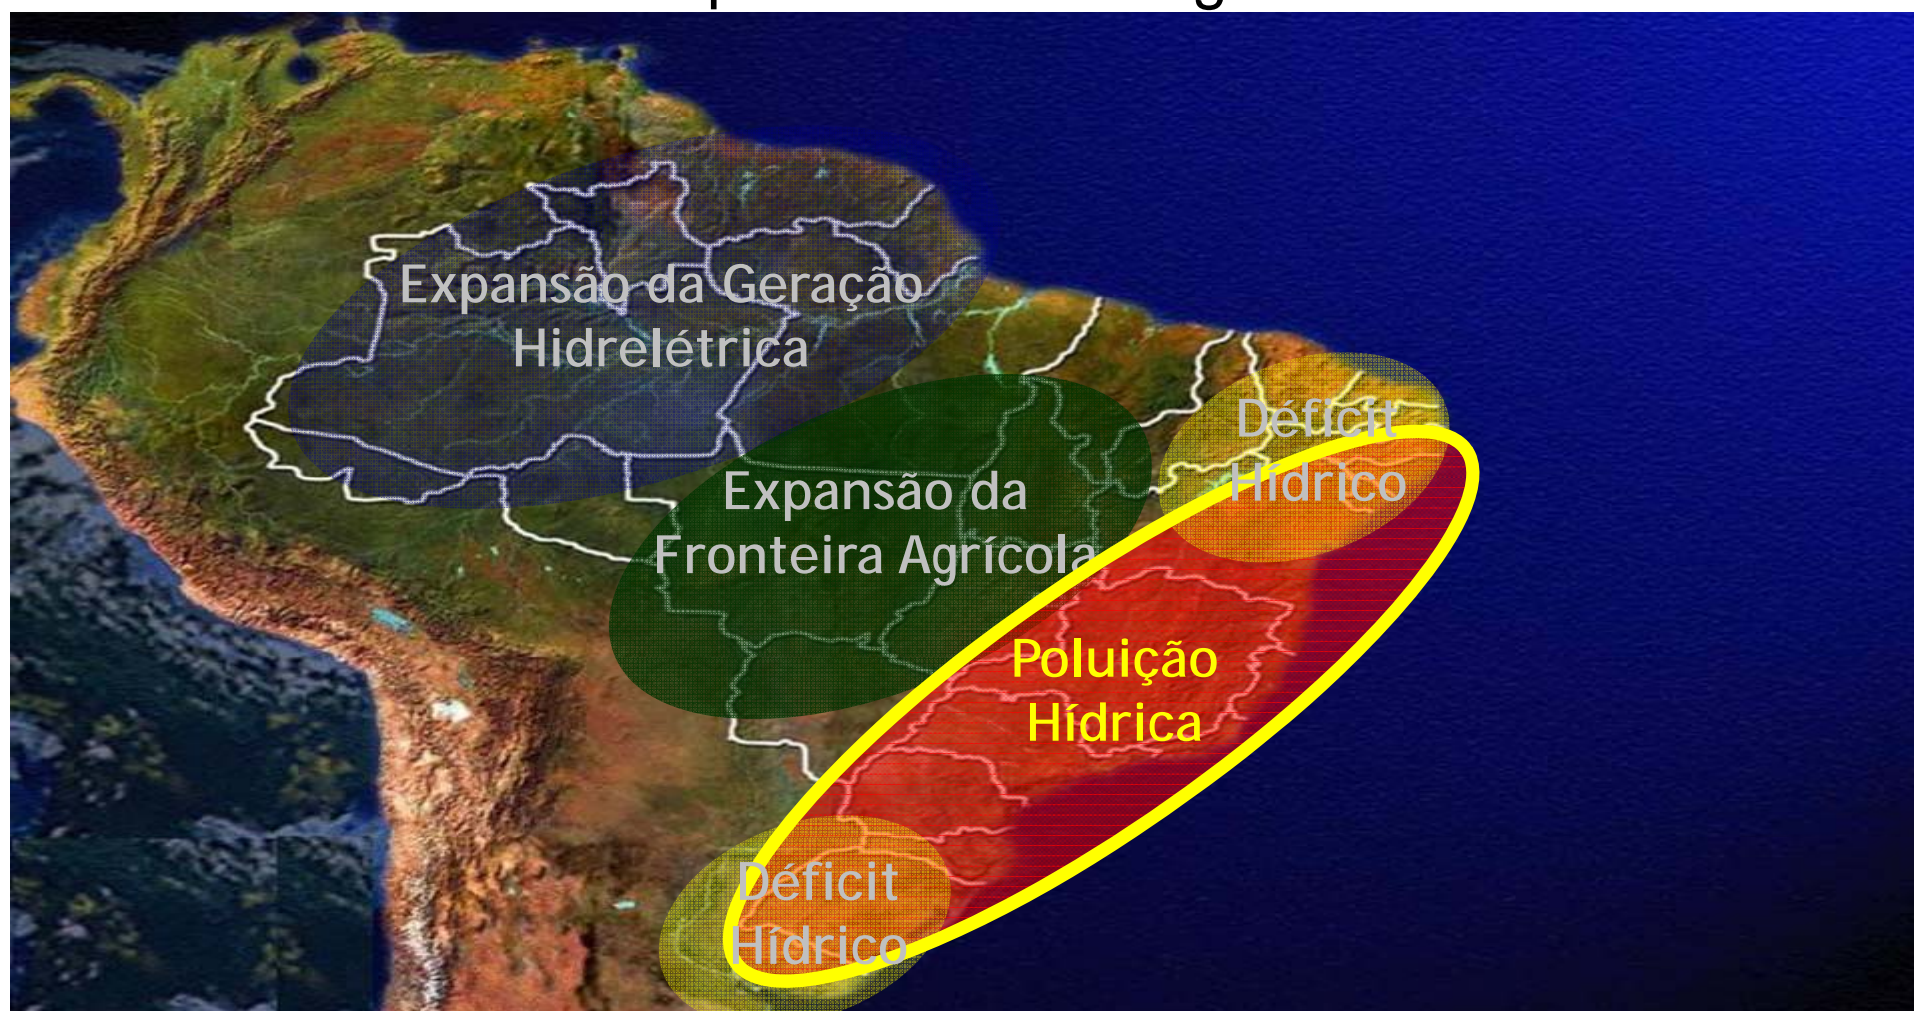 Expansão da Geração
Hidrelétrica
Déficit
Hídrico
Expansão da
Fronteira Agrícola
Poluição
Hídrica
Déficit
Hídrico